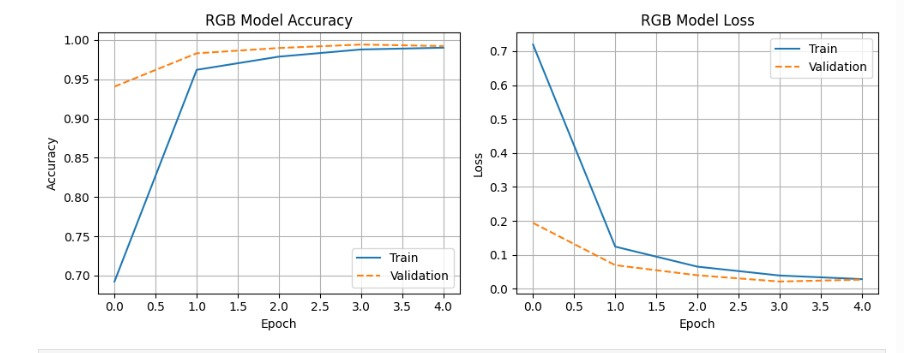 RGB Model Accuracy
1.00
0.95
0.90
0.85
0.80
0.75
0.70
Accuracy
Train
Validation
0.0 0.5 1.0 1.5 2.0 2.5 3.0 3.5 4.0
Epoch
RGB Model Loss
0.7
0.6
0.5
0.4
0.3
0.2
0.1
0.0
Loss
Train
Validation
0.0 0.5 1.0 1.5 2.0 2.5 3.0 3.5 4.0
Epoch